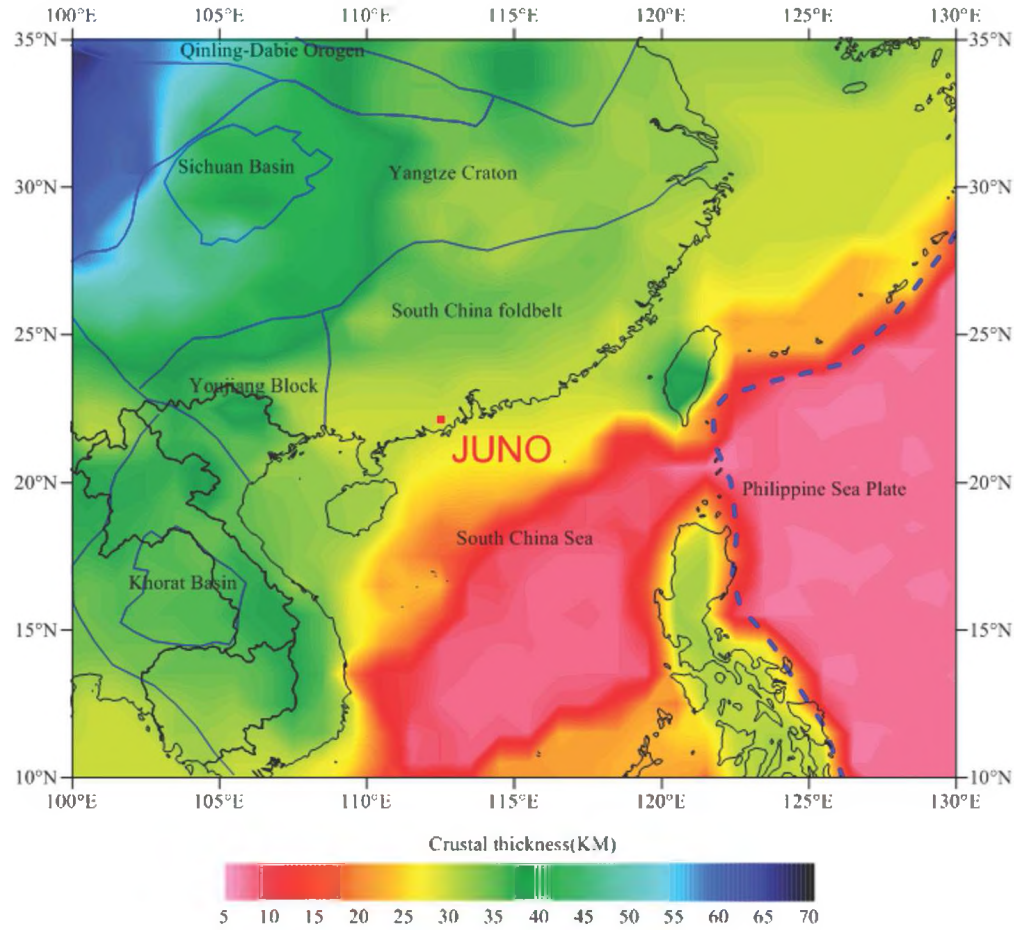 100°E 105°E 110°E 115°E 120°E 125°E 130°E
35°N 35°N
Qinling-Dabie Orogen
Sichuan Basin
Yangtze Craton
30°N 30°N
South China foldbelt
25°N 25°N
Youjiang Block
JUNO
20°N 20°N
Philippine Sea Plate
South China Sea
Khorat Basin
15°N 15°N
10°N 10°N
100°E 105°E 110°E 115°E 120°E 125°E 130°E
Crustal thickness(KM)
5 10 15 20 25 30 35 40 45 50 55 60 65 70